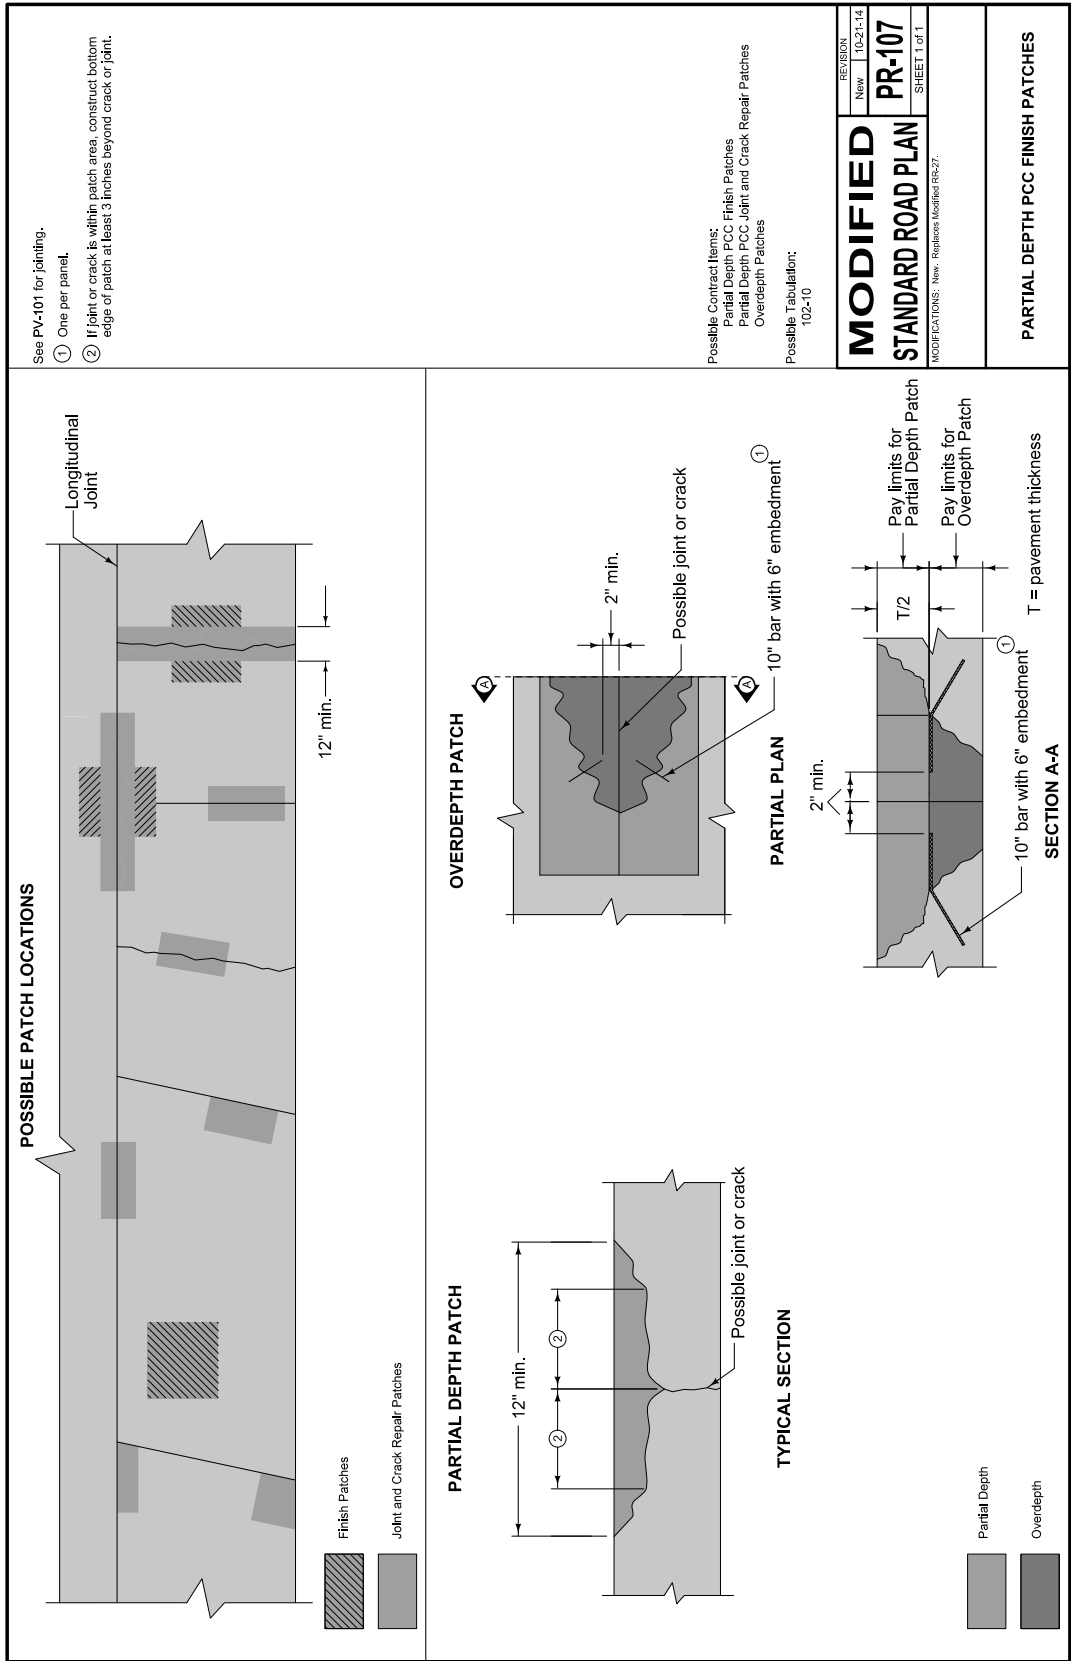 POSSIBLE PATCH LOCATIONS
Longitudinal
Joint
12" min.
Finish Patches
Joint and Crack Repair Patches
See PV-101 for jointing.
1 One per panel.
2 If joint or crack is within patch area, construct bottom
edge of patch at least 3 inches beyond crack or joint.
PARTIAL DEPTH PATCH
12" min.
2
2
Possible joint or crack
TYPICAL SECTION
Partial Depth
Overdepth
OVERDEPTH PATCH
A
A
2" min.
Possible joint or crack
10" bar with 6" embedment 1
PARTIAL PLAN
2" min.
T/2
Pay limits for
Partial Depth Patch
Pay limits for
Overdepth Patch
T = pavement thickness
10" bar with 6" embedment 1
SECTION A-A
Possible Contract Items:
Partial Depth PCC Finish Patches
Partial Depth PCC Joint and Crack Repair Patches
Overdepth Patches
Possible Tabulation:
102-10
MODIFIED
STANDARD ROAD PLAN
REVISION
New 10-21-14
PR-107
SHEET 1 of 1
MODIFICATIONS: New. Replaces Modified RR-27.
PARTIAL DEPTH PCC FINISH PATCHES